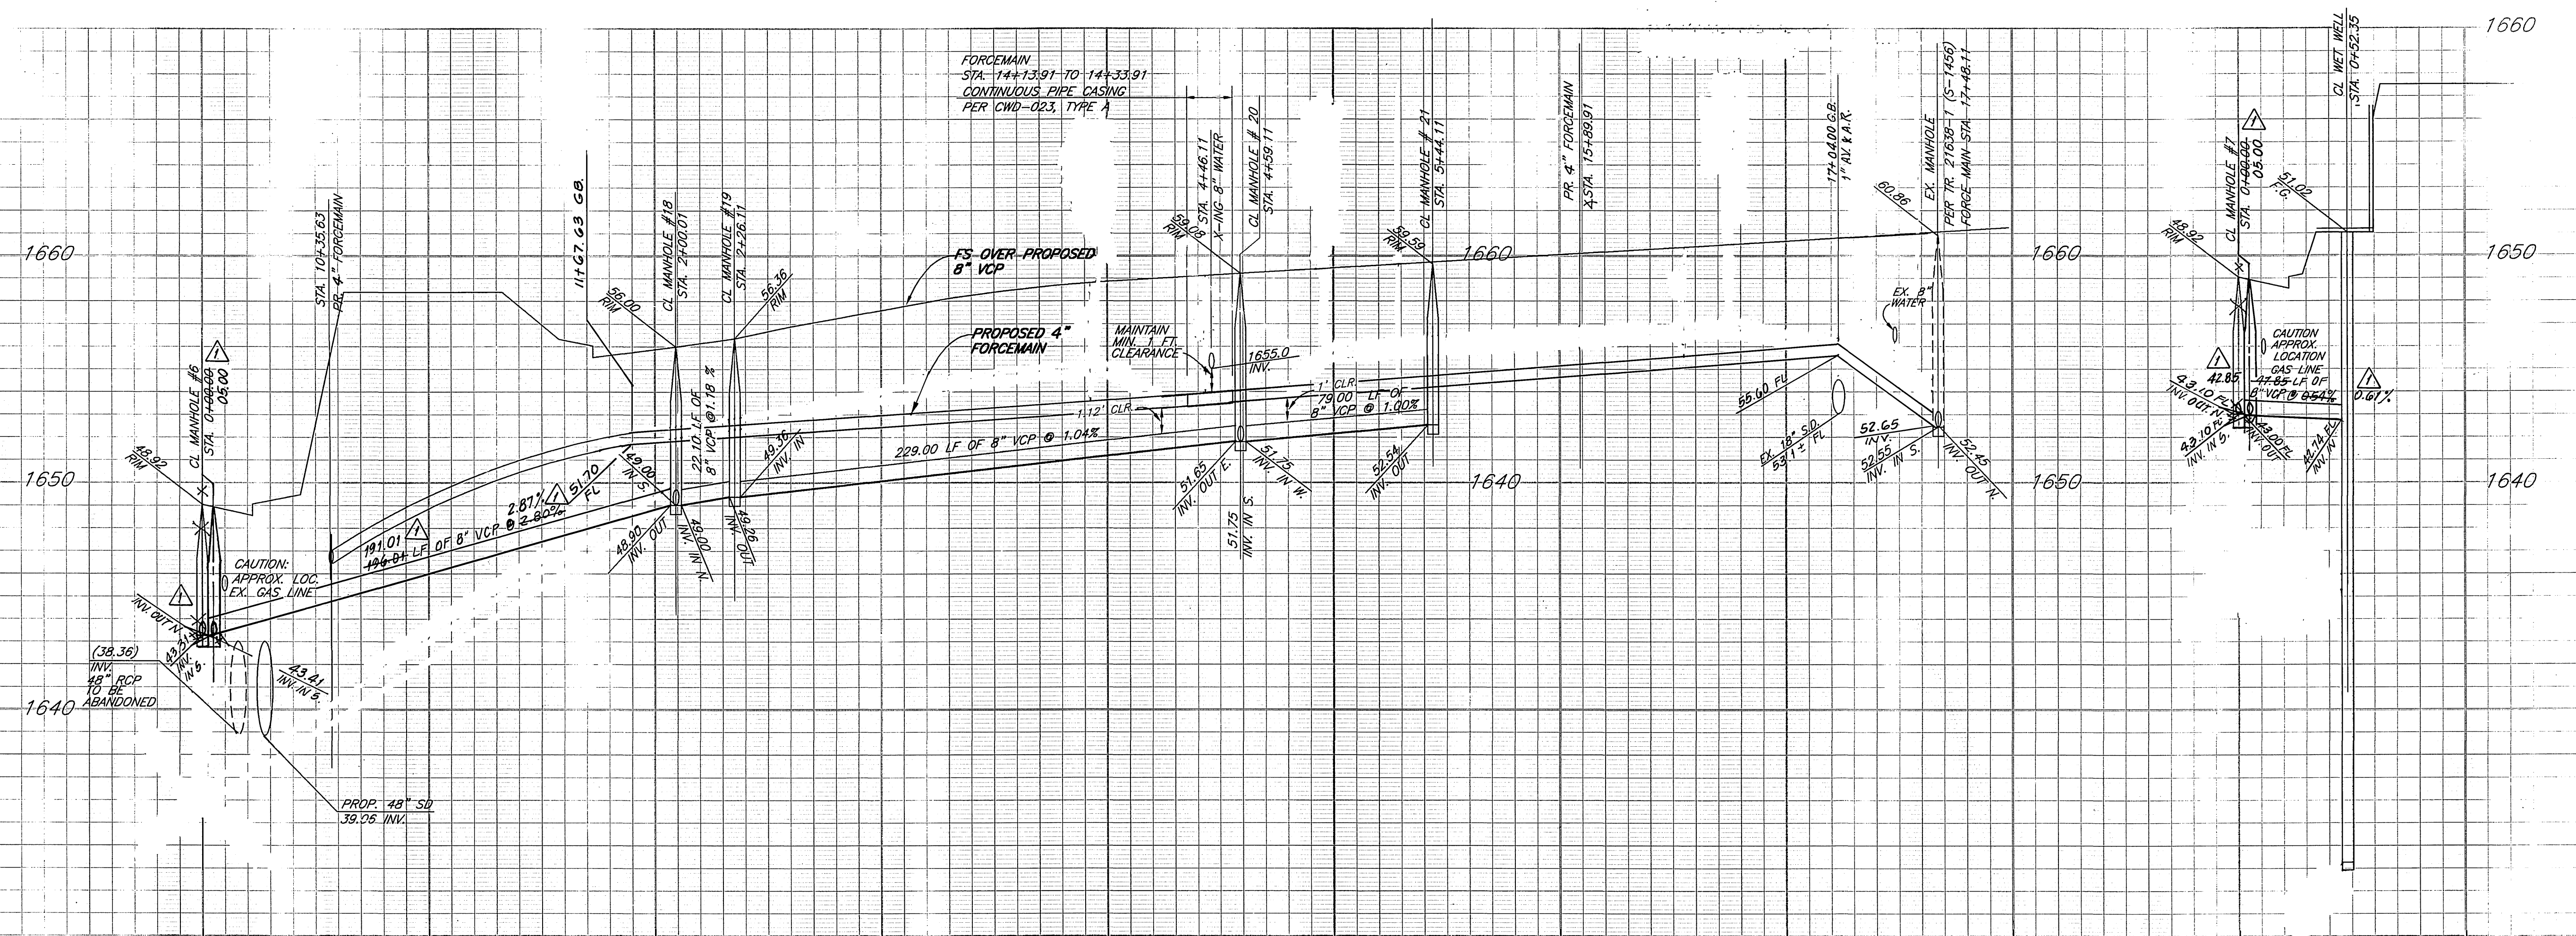 1660
CL WET WELL
STA. 0+52.35
FORCEMAIN
STA. 14+13.91 TO 14+33.91
CONTINUOUS PIPE CASING
PER CWD-023, TYPE A
STA. 10+35.63
PR. 4" FORCEMAIN
11+67.63 GB.
CL MANHOLE #18
STA. 2+00.01
CL MANHOLE #19
STA. 2+26.11
56.00
RIM
56.36
RIM
FS OVER PROPOSED
8" VCP
PROPOSED 4"
FORCEMAIN
MAINTAIN
MIN. 1 FT.
CLEARANCE
1655.0
INV.
59.08
RIM
STA. 4+46.11
X-ING 8" WATER
CL MANHOLE # 20
STA. 4+59.11
59.59
RIM
CL MANHOLE # 21
STA. 5+44.11
PR. 4" FORCEMAIN
STA. 15+89.91
17+04.00 G.B.
1" AV. & A.R.
60.86
EX. MANHOLE
PER TR. 21638-1 (S-1456)
FORCE MAIN STA. 17+48.11
EX. 8"
WATER
48.92
RIM
CL MANHOLE #7
STA. 0+00.00
05.00
1
51.02
F.G.
1660
1660
1660
1650
CL MANHOLE #6
STA. 0+00.00
05.00
1
48.92
RIM
1650
191.01
1
196.01 LF OF 8" VCP @ 2.80%
2.87%
1
51.70
FL
49.00
INV. IN S.
22.10 LF OF
8" VCP @1.18 %
49.36
INV. IN
48.90
INV. OUT
49.00
INV. IN N.
49.26
INV. OUT
229.00 LF OF 8" VCP @ 1.04%
1.12' CLR.
1' CLR.
79.00 LF OF
8" VCP @ 1.00%
51.65
INV. OUT E.
51.75
INV. IN W.
51.75
INV. IN S.
52.54
INV. OUT
1640
55.60 FL
EX. 18" S.D.
53.1 ± FL
52.65
INV.
52.55
INV. IN S.
52.45
INV. OUT N.
1650
CAUTION
APPROX.
LOCATION
GAS LINE
1
42.85
47.85 LF OF
8" VCP @ 0.54%
1
0.61%
43.10 FL
INV. OUT N.
43.10 FL
INV. IN S.
43.00 FL
INV. OUT
42.74 FL
INV. IN
1640
CAUTION:
APPROX. LOC.
EX. GAS LINE
1
INV. OUT N.
43.31
INV.
IN S.
43.41
INV. IN S.
(38.36)
INV.
48" RCP
TO BE
ABANDONED
1640
PROP. 48" SD
39.06 INV.